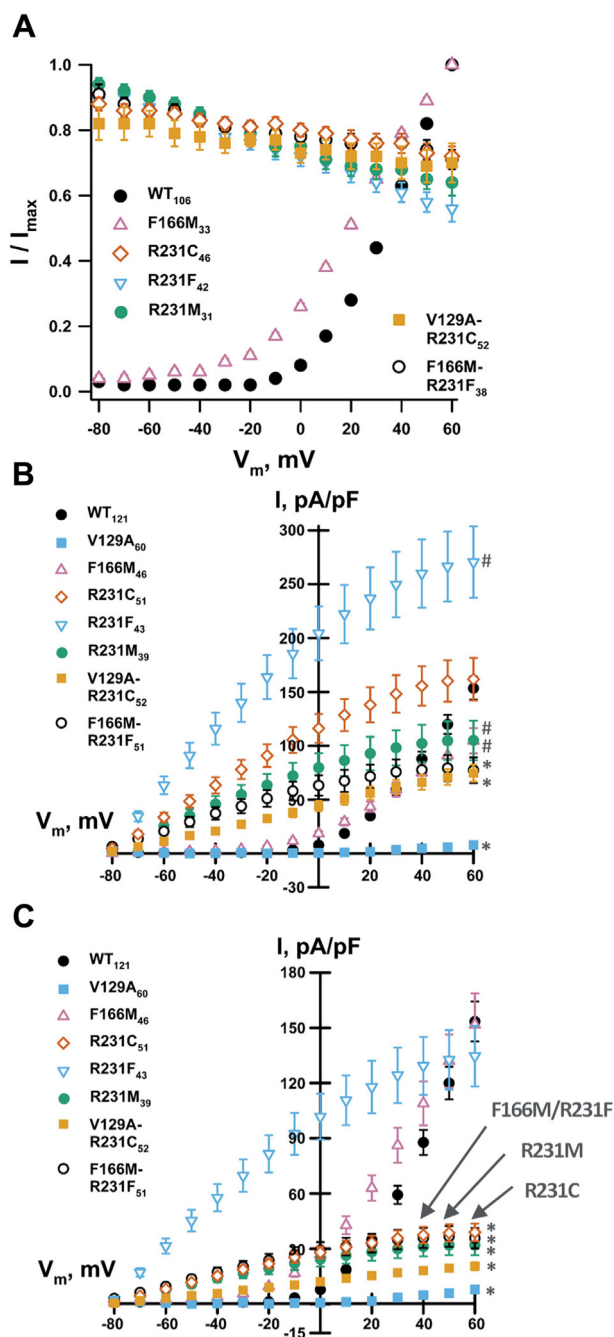 A
I / Imax
1.0
0.8
0.6
0.4
0.2
0.0
WT106
F166M33
R231C46
R231F42
R231M31
V129A-
R231C52
F166M-
R231F38
-80 -60 -40 -20 0 20 40 60
Vm, mV
B
I, pA/pF
WT121
V129A60
F166M46
R231C51
R231F43
R231M39
V129A-
R231C52
F166M-
R231F51
300
250
200
150
100
50
-30
#
#
#
*
*
*
Vm, mV
-80 -60 -40 -20 20 40 60
C
I, pA/pF
WT121
V129A60
F166M46
R231C51
R231F43
R231M39
V129A-
R231C52
F166M-
R231F51
180
150
120
90
60
30
-15
F166M/R231F
R231M
R231C
*
*
*
*
*
Vm, mV
-80 -60 -40 -20 20 40 60